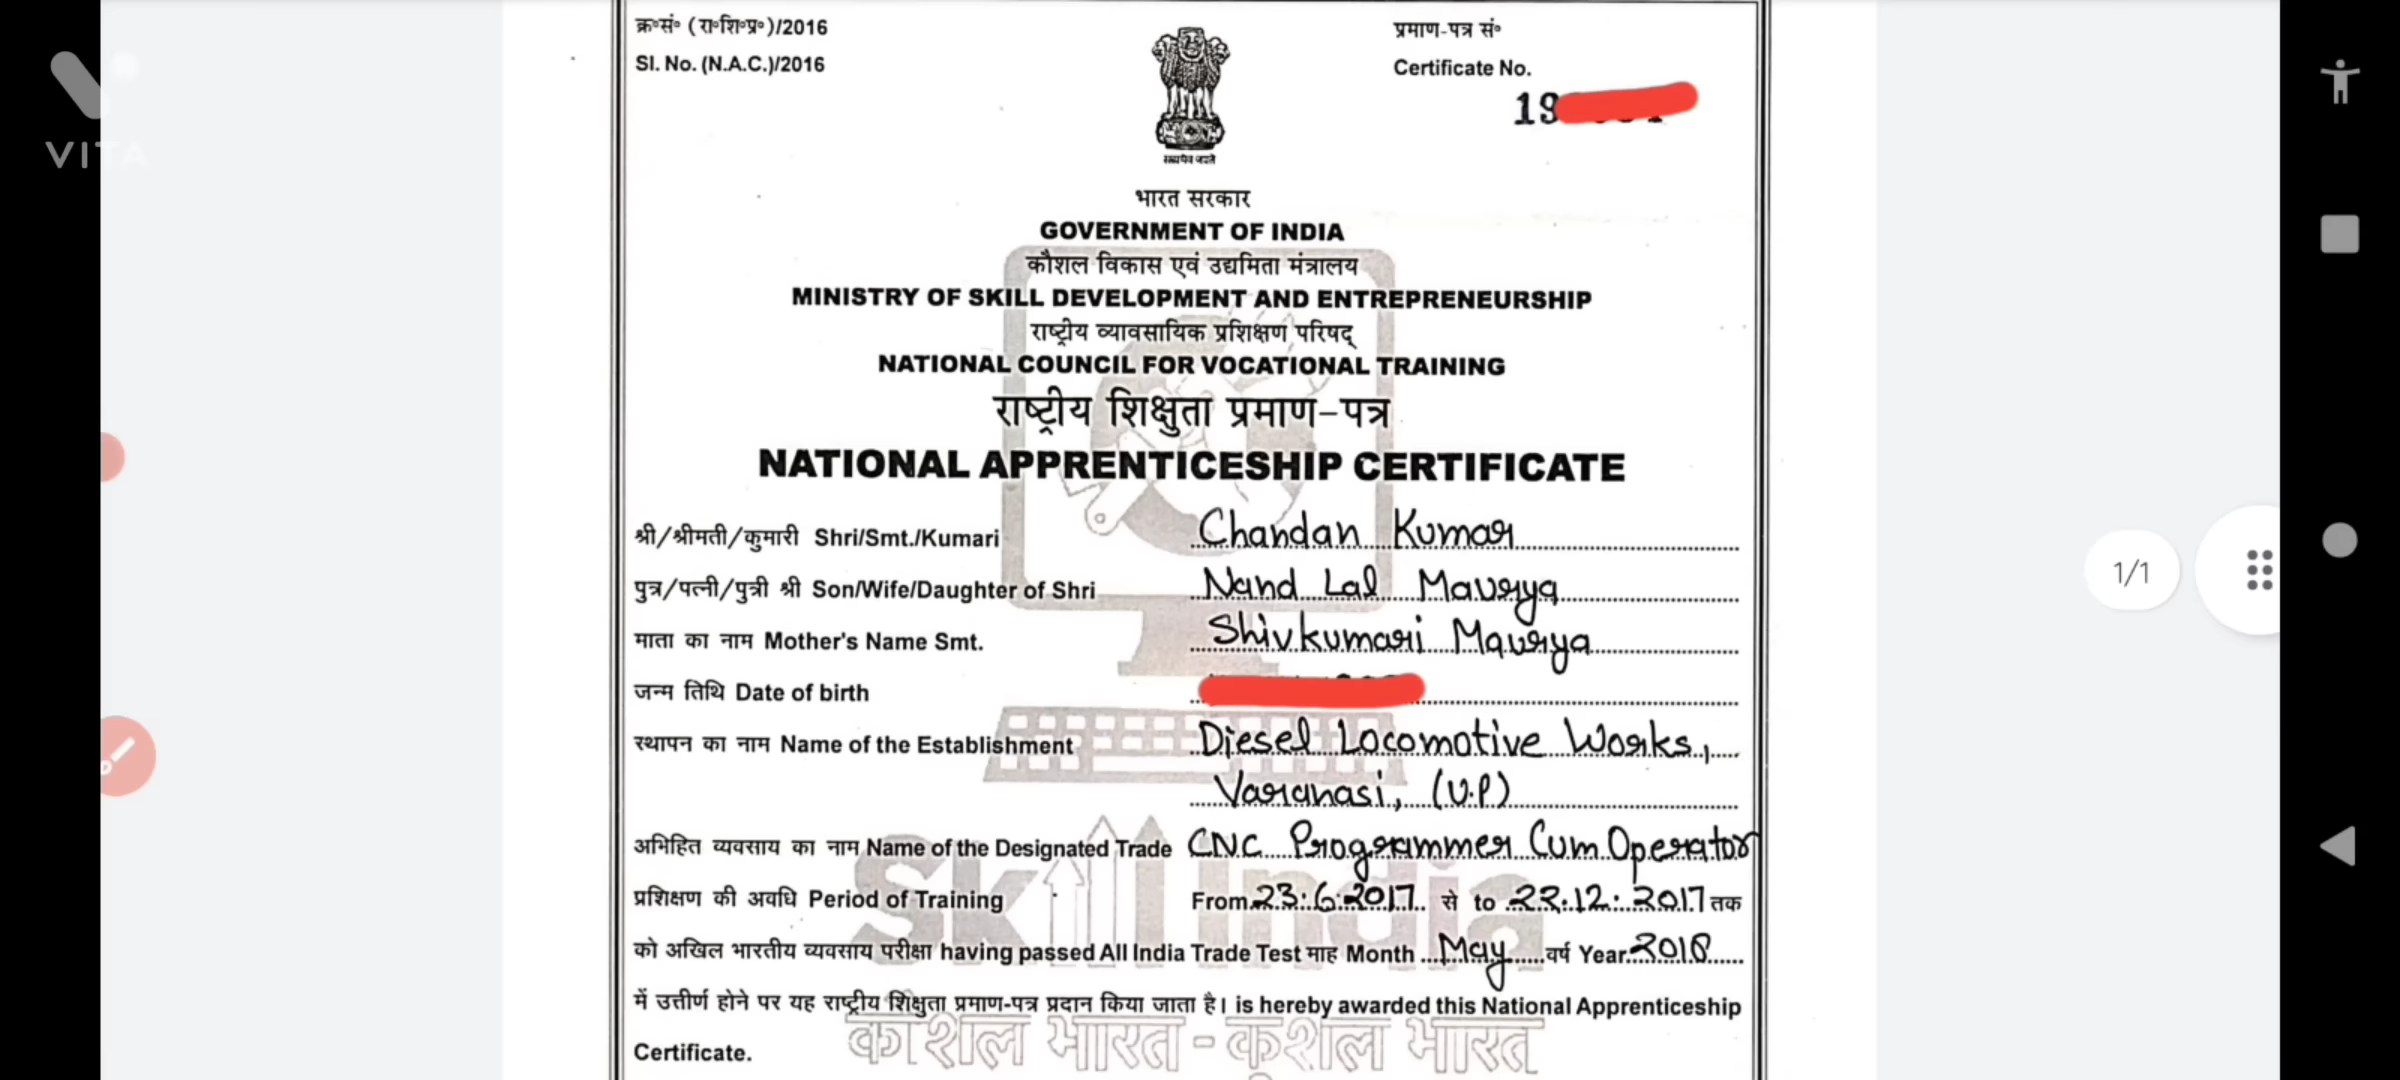 क्र॰सं॰ (रा॰शि॰प्र॰)/2016
Sl. No. (N.A.C.)/2016
प्रमाण-पत्र सं॰
Certificate No.
19
VITA
सत्यमेव जयते
भारत सरकार
GOVERNMENT OF INDIA
कौशल विकास एवं उद्यमिता मंत्रालय
MINISTRY OF SKILL DEVELOPMENT AND ENTREPRENEURSHIP
राष्ट्रीय व्यावसायिक प्रशिक्षण परिषद्
NATIONAL COUNCIL FOR VOCATIONAL TRAINING
राष्ट्रीय शिक्षुता प्रमाण-पत्र
NATIONAL APPRENTICESHIP CERTIFICATE
श्री/श्रीमती/कुमारी Shri/Smt./Kumari Chandan Kumar
पुत्र/पत्नी/पुत्री श्री Son/Wife/Daughter of Shri Nand Lal Maurya
1/1
माता का नाम Mother's Name Smt. Shivkumari Maurya
जन्म तिथि Date of birth
स्थापन का नाम Name of the Establishment Diesel Locomotive Works,
Varanasi, (U.P)
अभिहित व्यवसाय का नाम Name of the Designated Trade CNC Programmer Cum Operator
प्रशिक्षण की अवधि Period of Training From 23.6.2017 से to 22.12.2017 तक
Skill India
को अखिल भारतीय व्यवसाय परीक्षा having passed All India Trade Test माह Month May वर्ष Year 2018
में उत्तीर्ण होने पर यह राष्ट्रीय शिक्षुता प्रमाण-पत्र प्रदान किया जाता है। is hereby awarded this National Apprenticeship
Certificate.
कौशल भारत - कुशल भारत